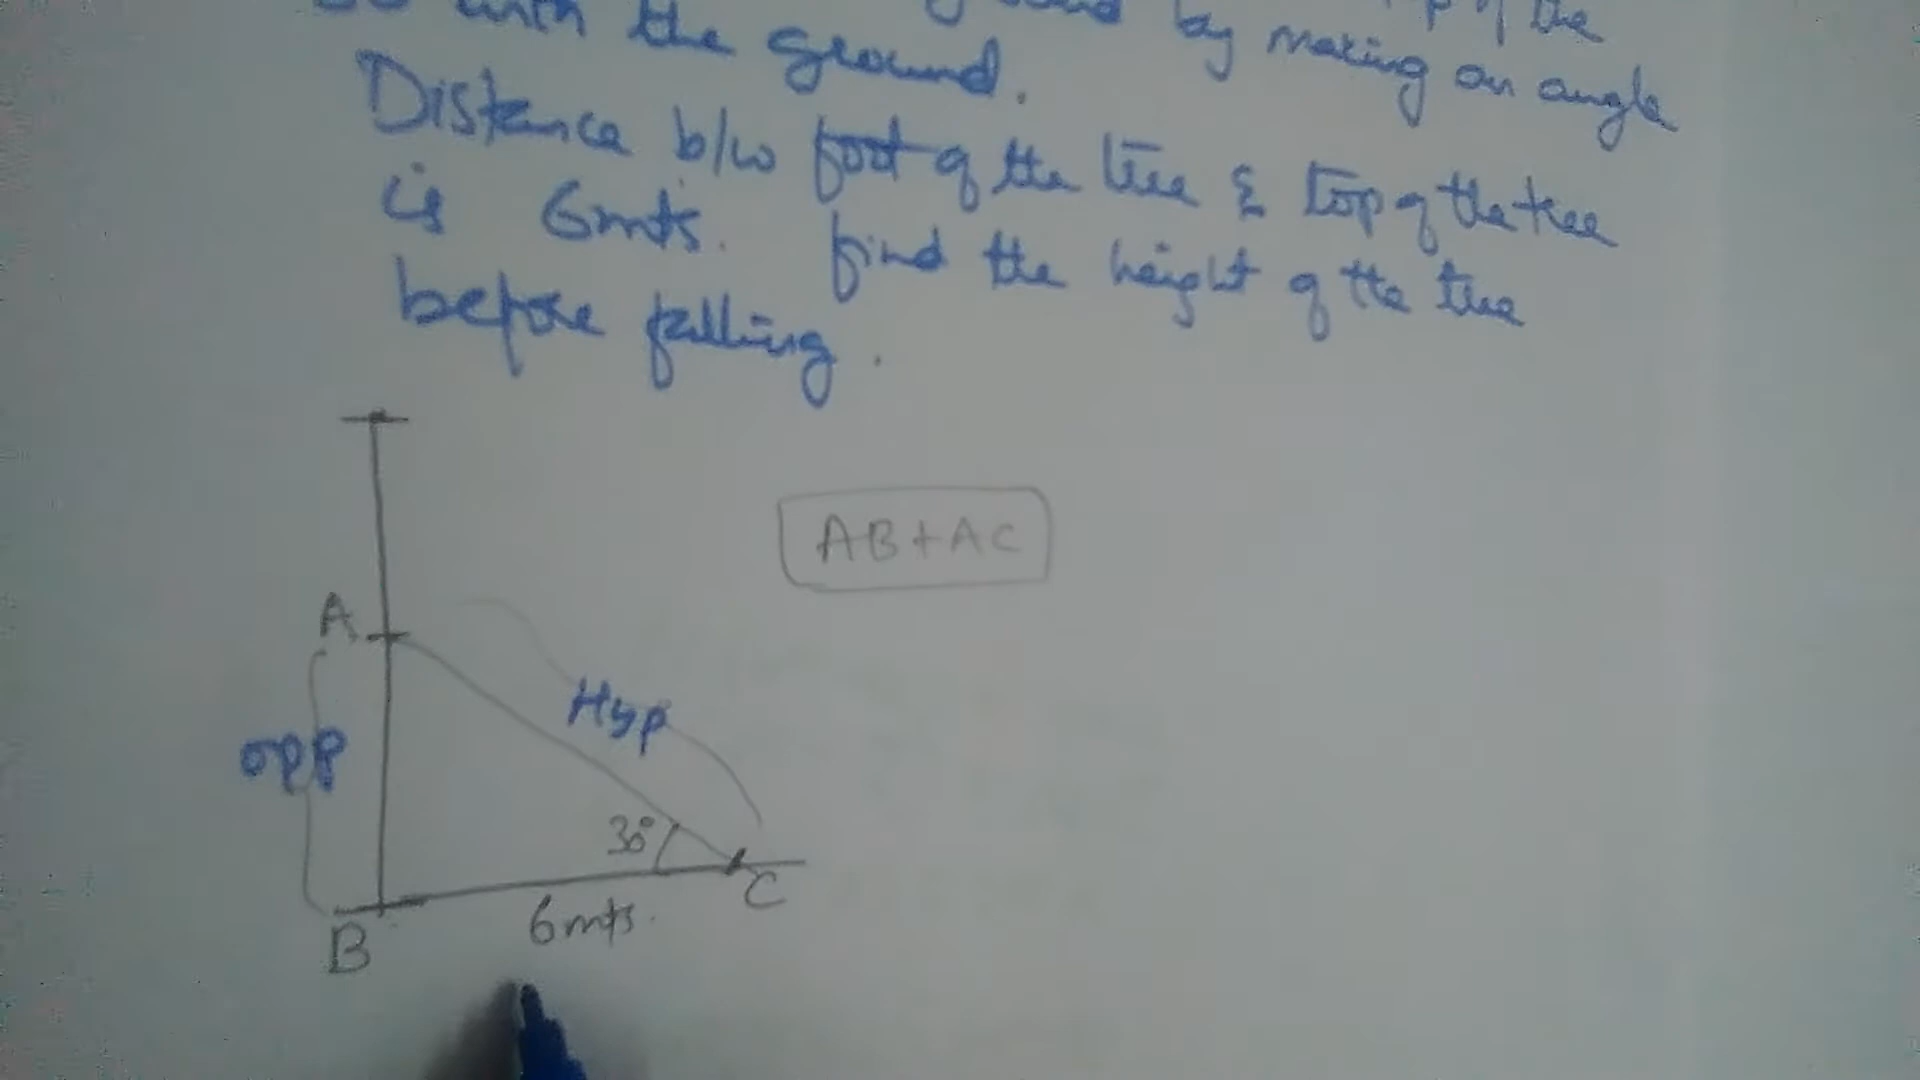 with the ground. by making an angle
Distance b/w foot of the tree & top of the tree
is 6mts. find the height of the tree
before falling.
AB+AC
A
Hyp
opp
30°
C
6mts.
B